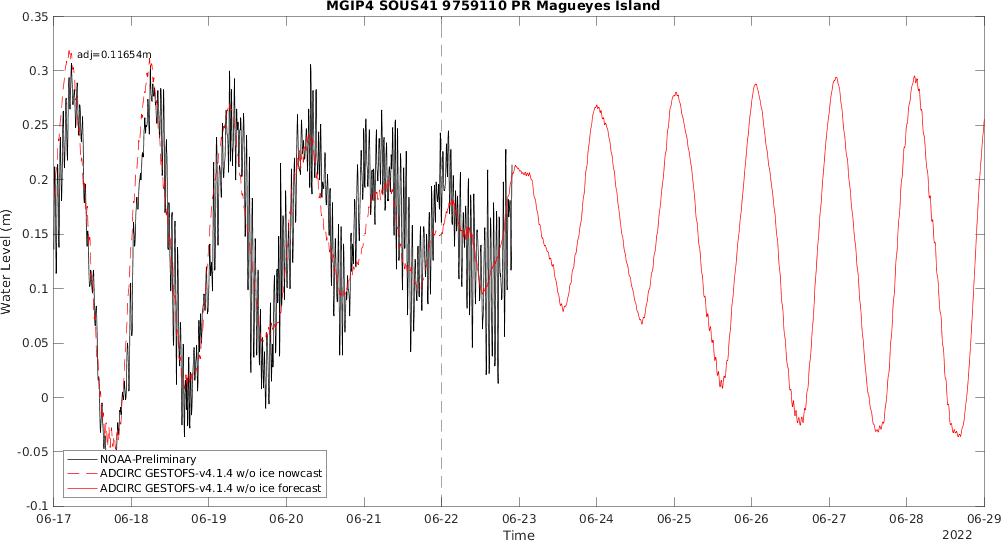 MGIP4 SOUS41 9759110 PR Magueyes Island
adj=0.11654m
Water Level (m)
0.35
0.3
0.25
0.2
0.15
0.1
0.05
0
-0.05
-0.1
NOAA-Preliminary
ADCIRC GESTOFS-v4.1.4 w/o ice nowcast
ADCIRC GESTOFS-v4.1.4 w/o ice forecast
06-17 06-18 06-19 06-20 06-21 06-22 06-23 06-24 06-25 06-26 06-27 06-28 06-29
Time
2022